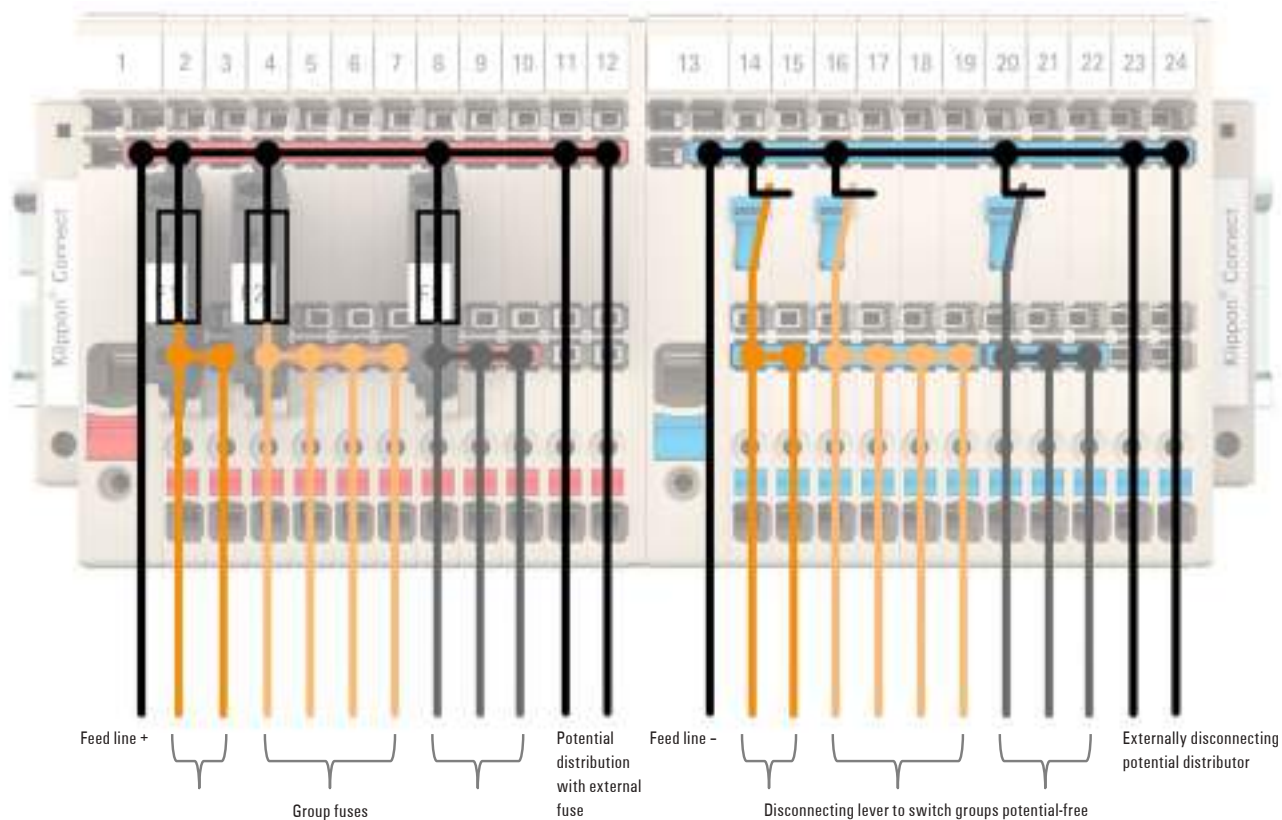 1 2 3 4 5 6 7 8 9 10 11 12 13 14 15 16 17 18 19 20 21 22 23 24
Klippon® Connect
Klippon® Connect
Feed line +
Group fuses
Potential
distribution
with external
fuse
Feed line –
Disconnecting lever to switch groups potential-free
Externally disconnecting
potential distributor